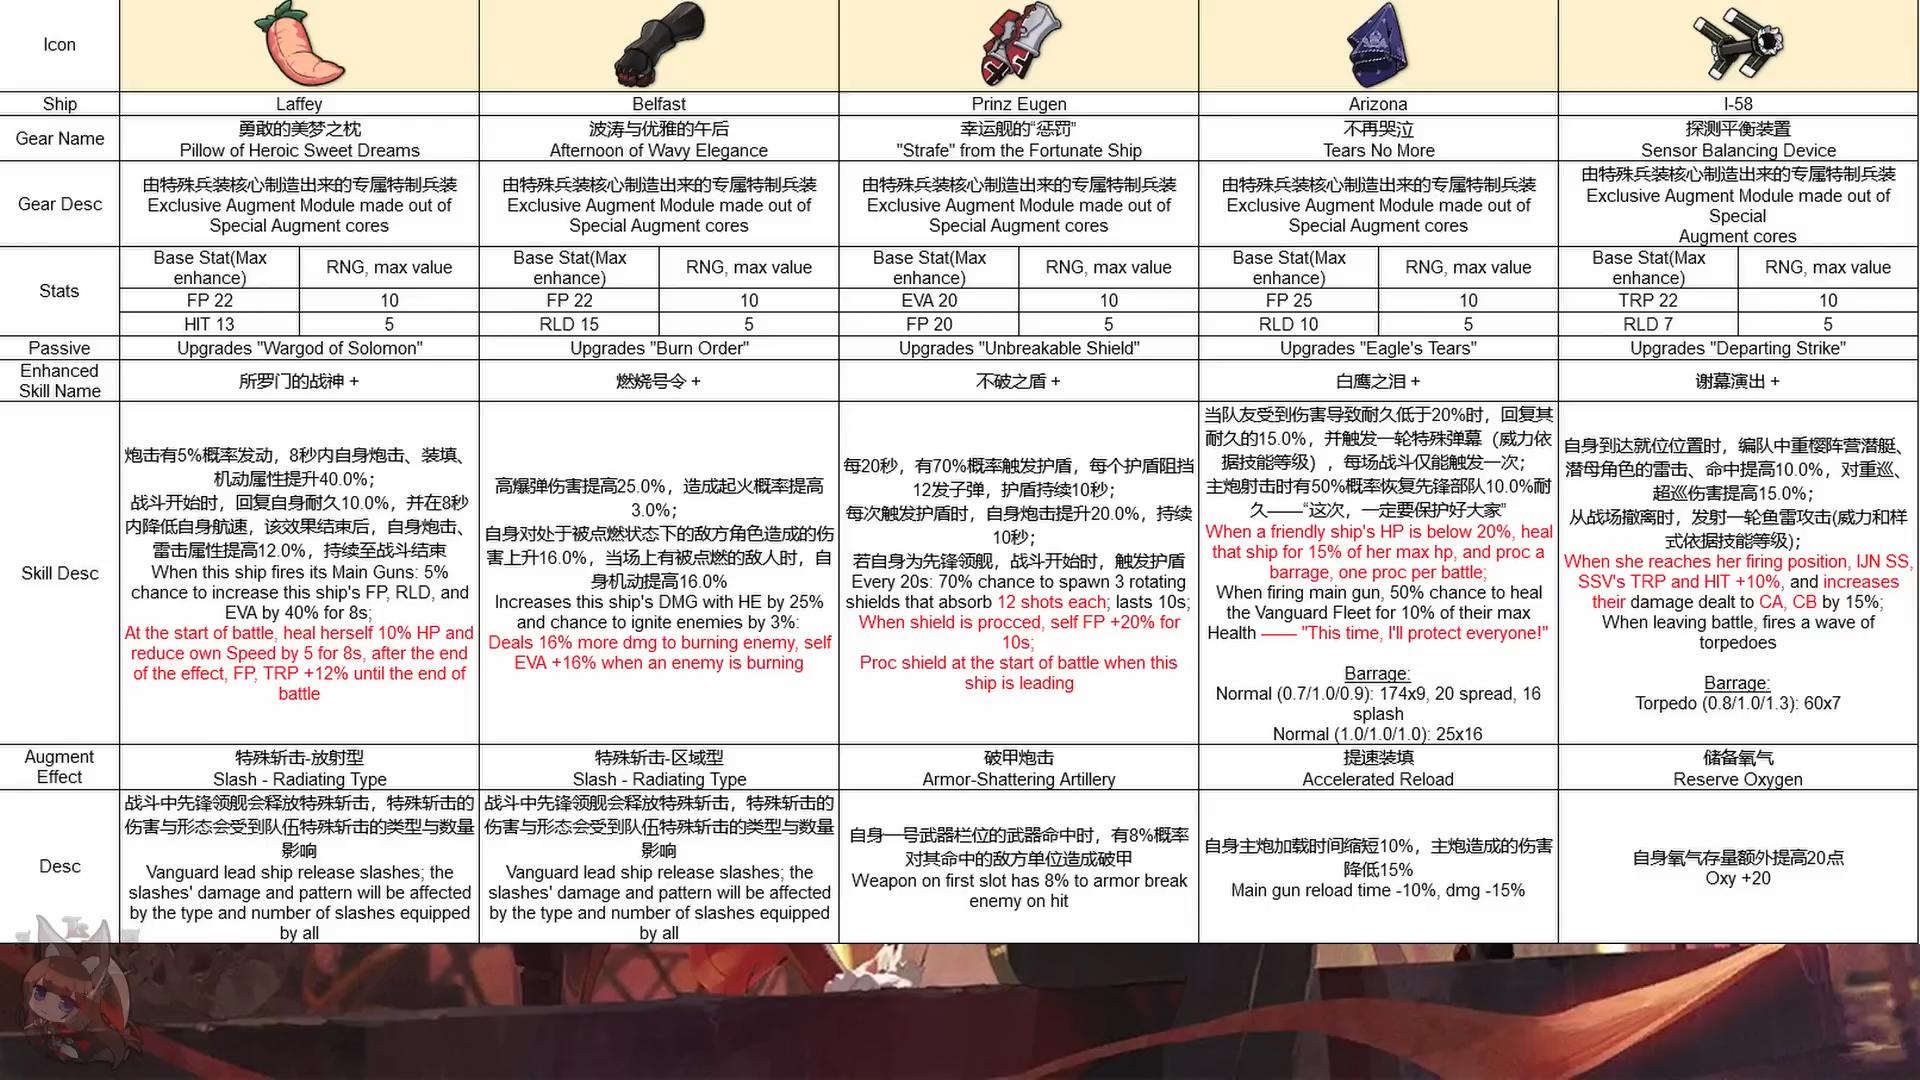 Icon
Ship
Laffey
Belfast
Prinz Eugen
Arizona
I-58
Gear Name
勇敢的美梦之枕
Pillow of Heroic Sweet Dreams
波涛与优雅的午后
Afternoon of Wavy Elegance
幸运舰的“惩罚”
"Strafe" from the Fortunate Ship
不再哭泣
Tears No More
探测平衡装置
Sensor Balancing Device
Gear Desc
由特殊兵装核心制造出来的专属特制兵装
Exclusive Augment Module made out of
Special Augment cores
由特殊兵装核心制造出来的专属特制兵装
Exclusive Augment Module made out of
Special Augment cores
由特殊兵装核心制造出来的专属特制兵装
Exclusive Augment Module made out of
Special Augment cores
由特殊兵装核心制造出来的专属特制兵装
Exclusive Augment Module made out of
Special Augment cores
由特殊兵装核心制造出来的专属特制兵装
Exclusive Augment Module made out of
Special
Augment cores
Stats
Base Stat(Max
enhance)
RNG, max value
Base Stat(Max
enhance)
RNG, max value
Base Stat(Max
enhance)
RNG, max value
Base Stat(Max
enhance)
RNG, max value
Base Stat(Max
enhance)
RNG, max value
FP 22
10
FP 22
10
EVA 20
10
FP 25
10
TRP 22
10
HIT 13
5
RLD 15
5
FP 20
5
RLD 10
5
RLD 7
5
Passive
Upgrades "Wargod of Solomon"
Upgrades "Burn Order"
Upgrades "Unbreakable Shield"
Upgrades "Eagle's Tears"
Upgrades "Departing Strike"
Enhanced
Skill Name
所罗门的战神 +
燃烧号令 +
不破之盾 +
白鹰之泪 +
谢幕演出 +
Skill Desc
炮击有5%概率发动，8秒内自身炮击、装填、
机动属性提升40.0%；
战斗开始时，回复自身耐久10.0%，并在8秒
内降低自身航速，该效果结束后，自身炮击、
雷击属性提高12.0%，持续至战斗结束
When this ship fires its Main Guns: 5%
chance to increase this ship's FP, RLD, and
EVA by 40% for 8s;
At the start of battle, heal herself 10% HP and
reduce own Speed by 5 for 8s, after the end
of the effect, FP, TRP +12% until the end of
battle
高爆弹伤害提高25.0%，造成起火概率提高
3.0%；
自身对处于被点燃状态下的敌方角色造成的伤
害上升16.0%，当场上有被点燃的敌人时，自
身机动提高16.0%
Increases this ship's DMG with HE by 25%
and chance to ignite enemies by 3%:
Deals 16% more dmg to burning enemy, self
EVA +16% when an enemy is burning
每20秒，有70%概率触发护盾，每个护盾阻挡
12发子弹，护盾持续10秒；
每次触发护盾时，自身炮击提升20.0%，持续
10秒；
若自身为先锋领舰，战斗开始时，触发护盾
Every 20s: 70% chance to spawn 3 rotating
shields that absorb 12 shots each; lasts 10s;
When shield is procced, self FP +20% for
10s;
Proc shield at the start of battle when this
ship is leading
当队友受到伤害导致耐久低于20%时，回复其
耐久的15.0%，并触发一轮特殊弹幕（威力依
据技能等级），每场战斗仅能触发一次；
主炮射击时有50%概率恢复先锋部队10.0%耐
久——“这次，一定要保护好大家”
When a friendly ship's HP is below 20%, heal
that ship for 15% of her max hp, and proc a
barrage, one proc per battle;
When firing main gun, 50% chance to heal
the Vanguard Fleet for 10% of their max
Health —— "This time, I'll protect everyone!"
Barrage:
Normal (0.7/1.0/0.9): 174x9, 20 spread, 16
splash
Normal (1.0/1.0/1.0): 25x16
自身到达就位位置时，编队中重樱阵营潜艇、
潜母角色的雷击、命中提高10.0%，对重巡、
超巡伤害提高15.0%；
从战场撤离时，发射一轮鱼雷攻击(威力和样
式依据技能等级)；
When she reaches her firing position, IJN SS,
SSV's TRP and HIT +10%, and increases
their damage dealt to CA, CB by 15%;
When leaving battle, fires a wave of
torpedoes
Barrage:
Torpedo (0.8/1.0/1.3): 60x7
Augment
Effect
特殊斩击-放射型
Slash - Radiating Type
特殊斩击-区域型
Slash - Radiating Type
破甲炮击
Armor-Shattering Artillery
提速装填
Accelerated Reload
储备氧气
Reserve Oxygen
Desc
战斗中先锋领舰会释放特殊斩击，特殊斩击的
伤害与形态会受到队伍特殊斩击的类型与数量
影响
Vanguard lead ship release slashes; the
slashes' damage and pattern will be affected
by the type and number of slashes equipped
by all
战斗中先锋领舰会释放特殊斩击，特殊斩击的
伤害与形态会受到队伍特殊斩击的类型与数量
影响
Vanguard lead ship release slashes; the
slashes' damage and pattern will be affected
by the type and number of slashes equipped
by all
自身一号武器栏位的武器命中时，有8%概率
对其命中的敌方单位造成破甲
Weapon on first slot has 8% to armor break
enemy on hit
自身主炮加载时间缩短10%，主炮造成的伤害
降低15%
Main gun reload time -10%, dmg -15%
自身氧气存量额外提高20点
Oxy +20